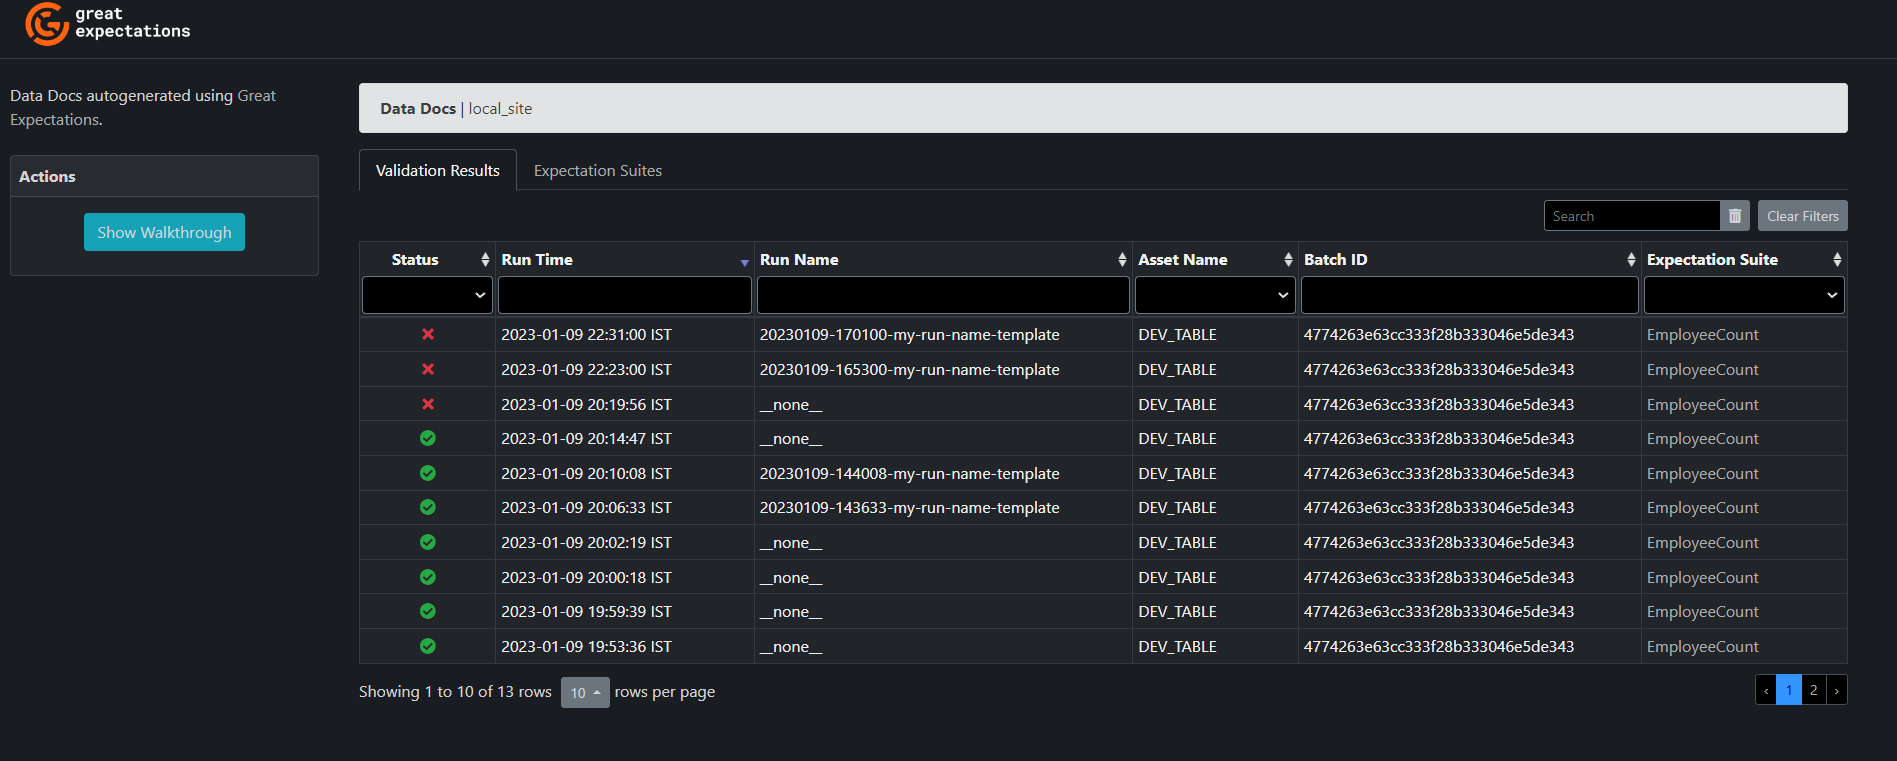 great
expectations
Data Docs autogenerated using Great
Expectations.
Actions
Show Walkthrough
Data Docs | local_site
Validation Results Expectation Suites
Search Clear Filters
Status Run Time Run Name Asset Name Batch ID Expectation Suite
2023-01-09 22:31:00 IST 20230109-170100-my-run-name-template DEV_TABLE 4774263e63cc333f28b333046e5de343 EmployeeCount
2023-01-09 22:23:00 IST 20230109-165300-my-run-name-template DEV_TABLE 4774263e63cc333f28b333046e5de343 EmployeeCount
2023-01-09 20:19:56 IST __none__ DEV_TABLE 4774263e63cc333f28b333046e5de343 EmployeeCount
2023-01-09 20:14:47 IST __none__ DEV_TABLE 4774263e63cc333f28b333046e5de343 EmployeeCount
2023-01-09 20:10:08 IST 20230109-144008-my-run-name-template DEV_TABLE 4774263e63cc333f28b333046e5de343 EmployeeCount
2023-01-09 20:06:33 IST 20230109-143633-my-run-name-template DEV_TABLE 4774263e63cc333f28b333046e5de343 EmployeeCount
2023-01-09 20:02:19 IST __none__ DEV_TABLE 4774263e63cc333f28b333046e5de343 EmployeeCount
2023-01-09 20:00:18 IST __none__ DEV_TABLE 4774263e63cc333f28b333046e5de343 EmployeeCount
2023-01-09 19:59:39 IST __none__ DEV_TABLE 4774263e63cc333f28b333046e5de343 EmployeeCount
2023-01-09 19:53:36 IST __none__ DEV_TABLE 4774263e63cc333f28b333046e5de343 EmployeeCount
Showing 1 to 10 of 13 rows 10 rows per page ‹ 1 2 ›